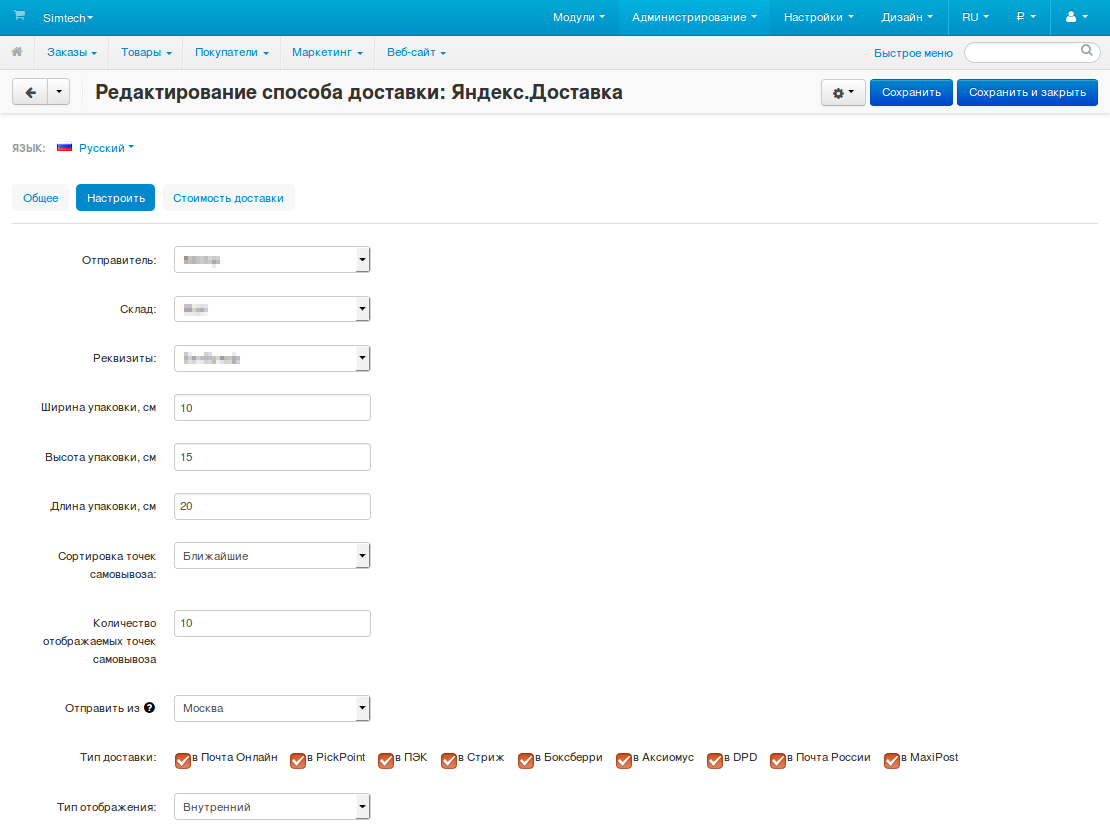 Simtech Модули Администрирование Настройки Дизайн RU ₽
Заказы Товары Покупатели Маркетинг Веб-сайт Быстрое меню
Редактирование способа доставки: Яндекс.Доставка Сохранить Сохранить и закрыть
ЯЗЫК: Русский
Общее Настроить Стоимость доставки
Отправитель:
Склад:
Реквизиты:
Ширина упаковки, см 10
Высота упаковки, см 15
Длина упаковки, см 20
Сортировка точек Ближайшие
самовывоза:
Количество 10
отображаемых точек
самовывоза
Отправить из ? Москва
Тип доставки: в Почта Онлайн в PickPoint в ПЭК в Стриж в Боксберри в Аксиомус в DPD в Почта России в MaxiPost
Тип отображения: Внутренний